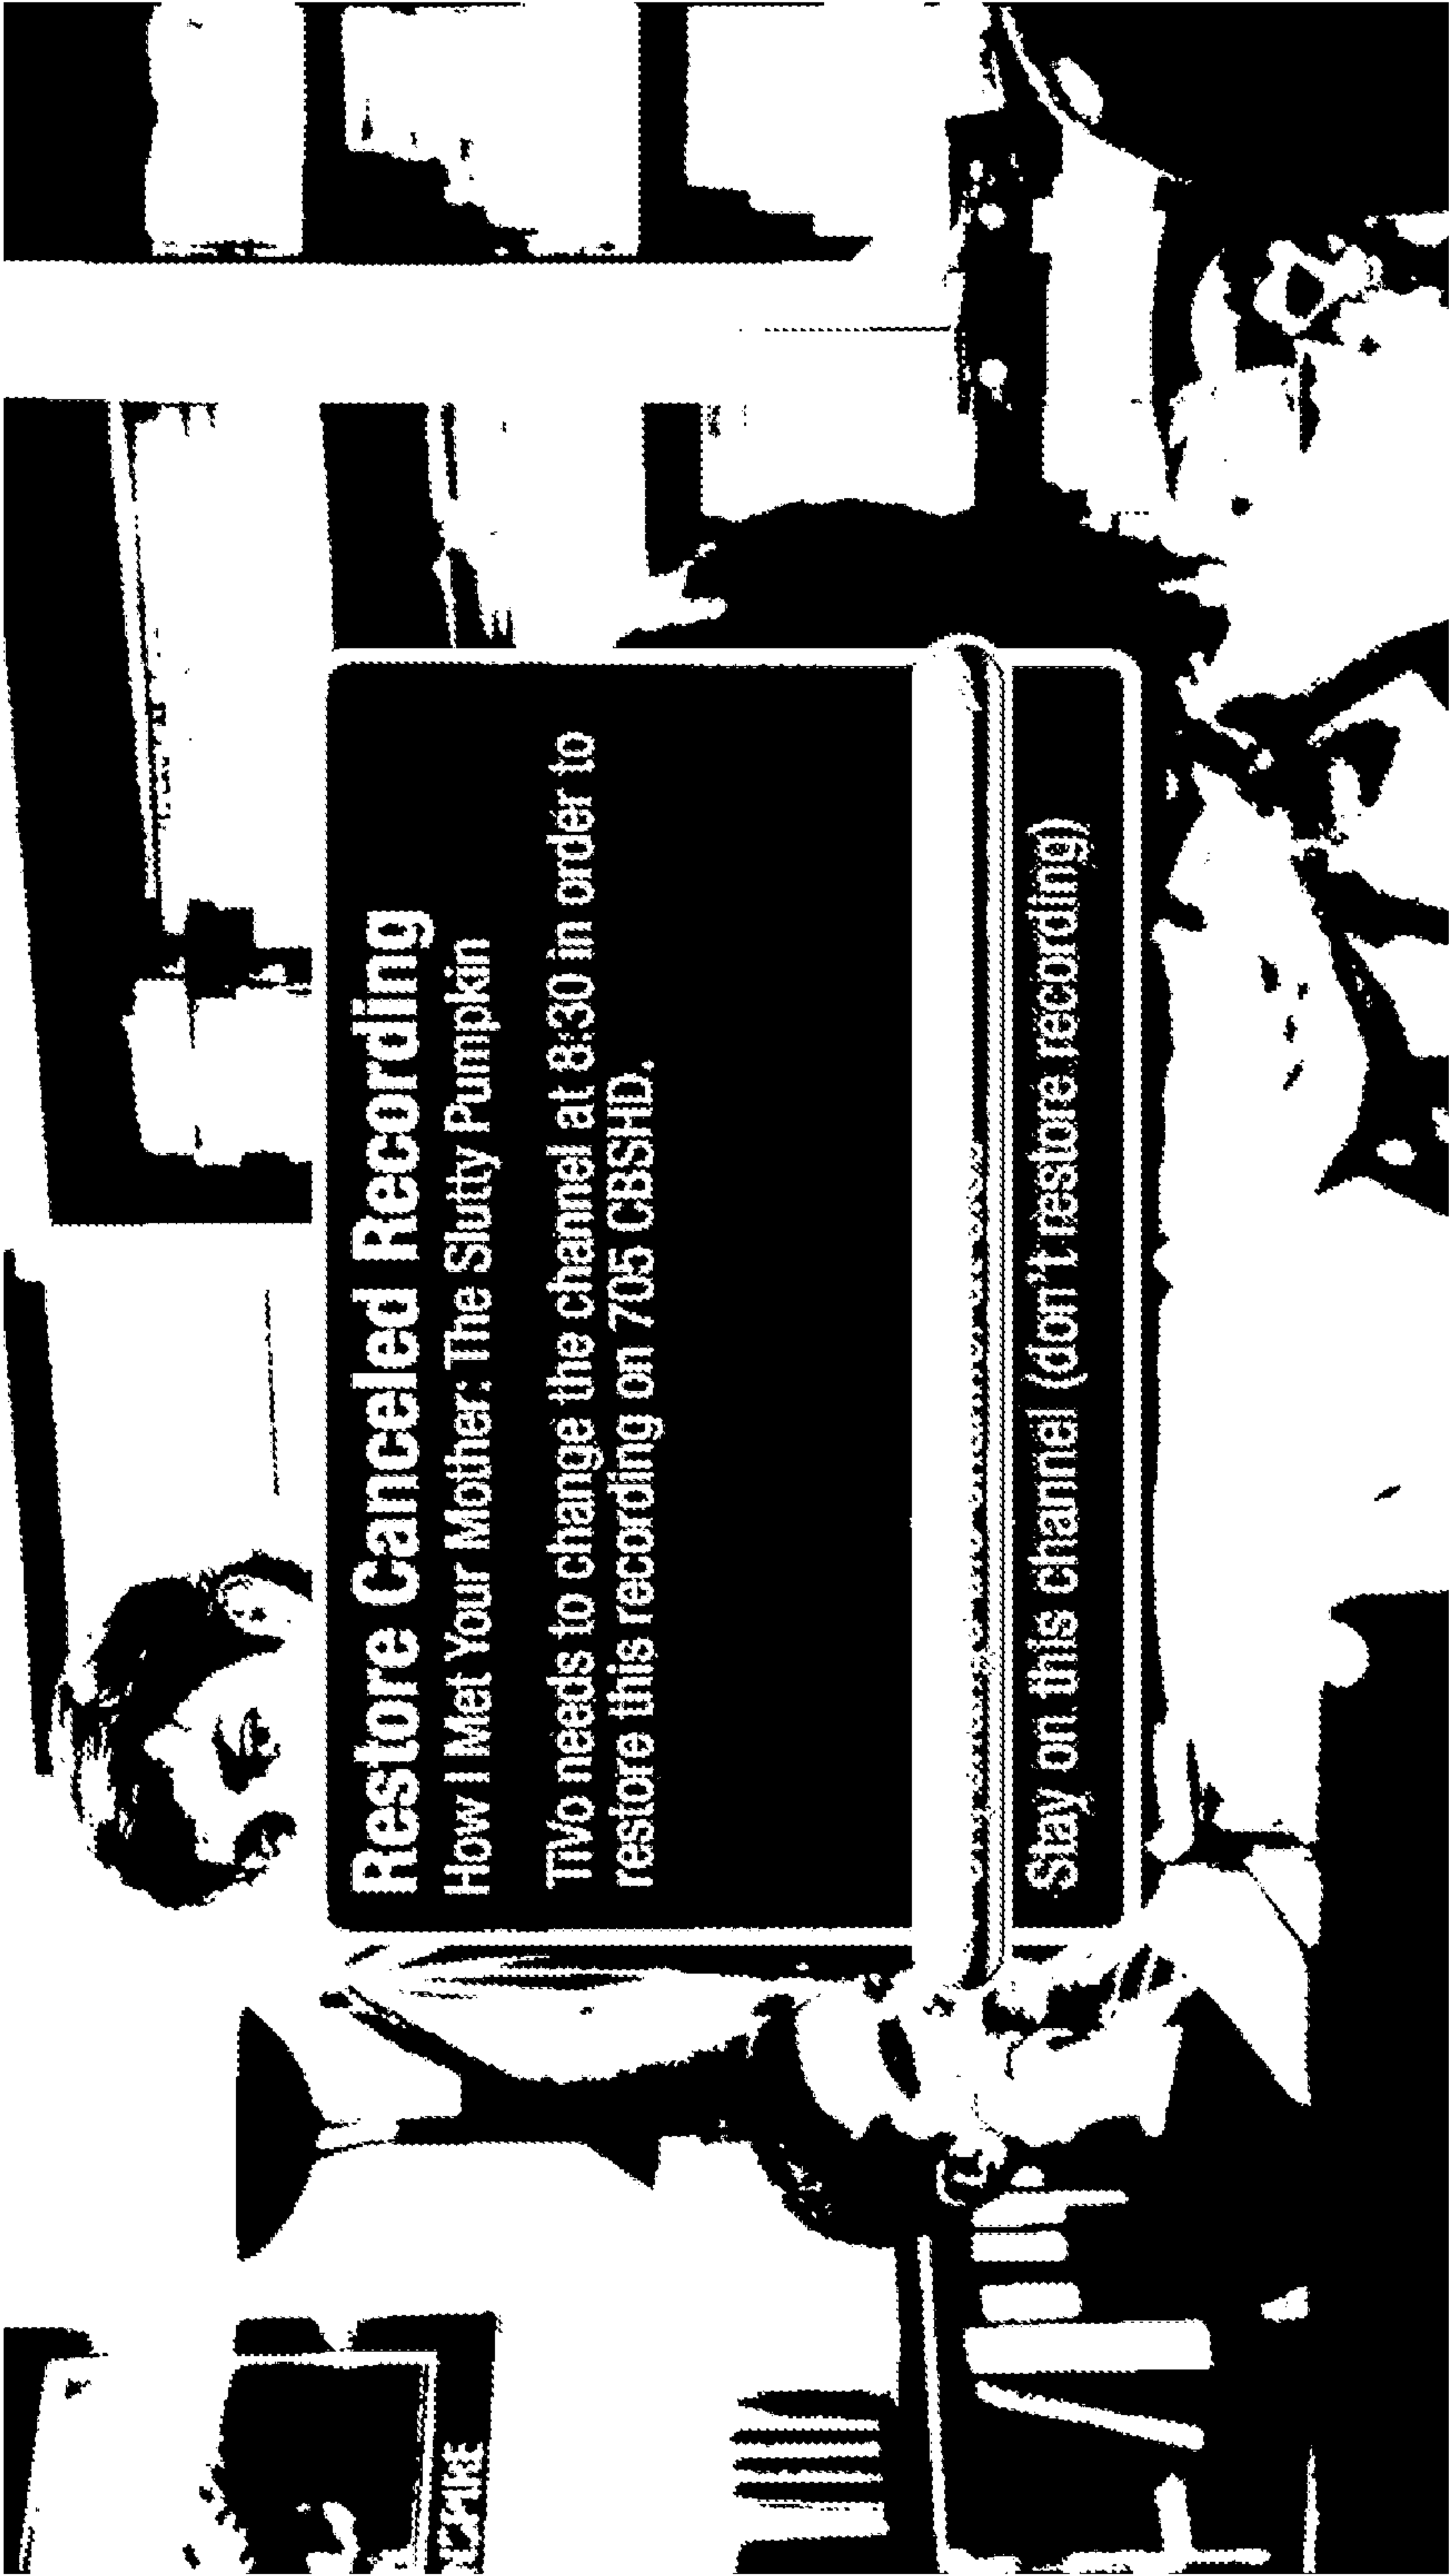 Restore Canceled Recording
How I Met Your Mother: The Slutty Pumpkin
TiVo needs to change the channel at 8:30 in order to
restore this recording on 705 CBSHD.
Stay on this channel (don't restore recording)